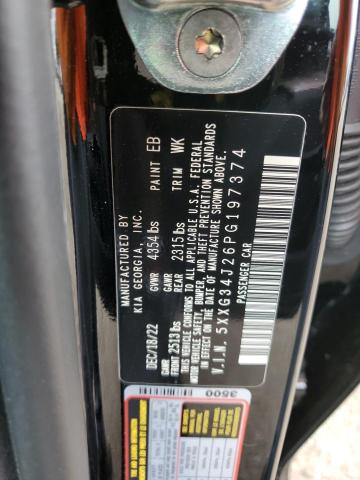 MANUFACTURED BY
KIA GEORGIA, INC.
PAINT EB
TRIM WK
DEC/18/22
GVWR 4354 lbs
GAWR FRONT 2513 lbs
GAWR REAR 2315 lbs
THIS VEHICLE CONFORMS TO ALL APPLICABLE U.S.A. FEDERAL
MOTOR VEHICLE SAFETY, BUMPER, AND THEFT PREVENTION STANDARDS
IN EFFECT ON THE DATE OF MANUFACTURE SHOWN ABOVE.
V.I.N. 5XXG34J26PG197374
PASSENGER CAR
3500